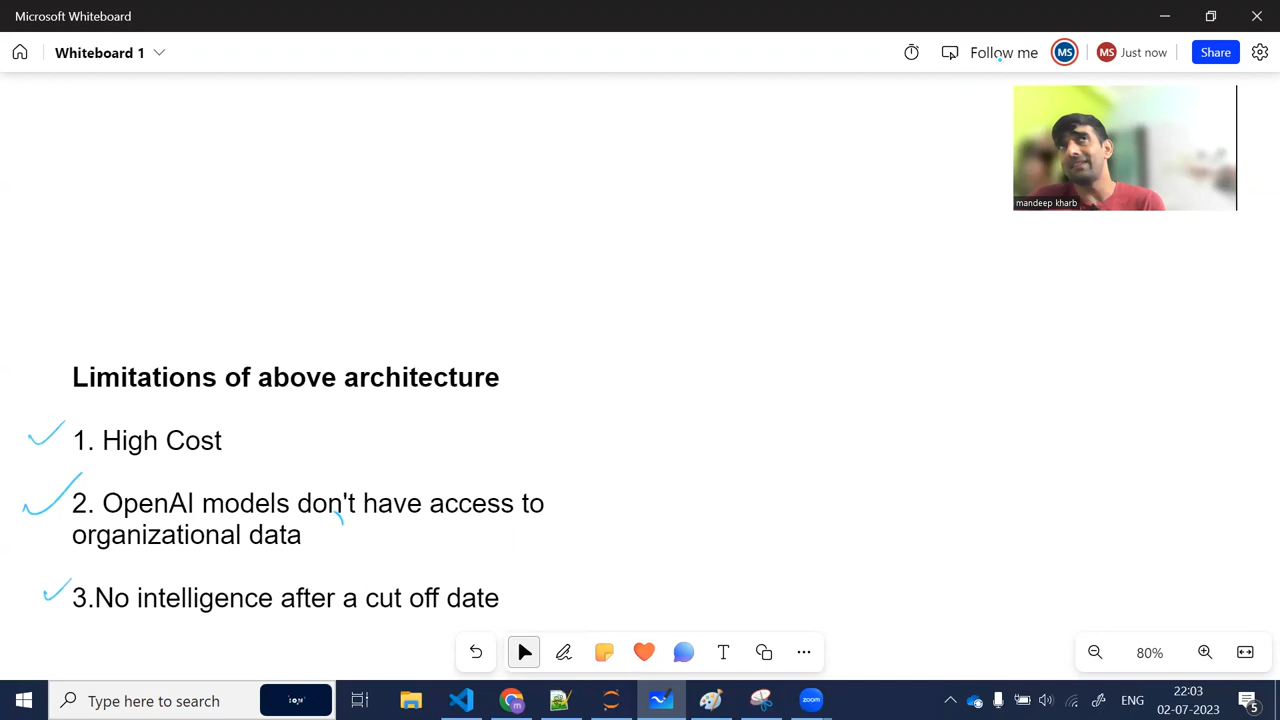 Microsoft Whiteboard
Whiteboard 1
Follow me
MS
MS
Just now
Share
mandeep kharb
Limitations of above architecture
1. High Cost
2. OpenAI models don't have access to
organizational data
3.No intelligence after a cut off date
T
80%
Type here to search
zoom
ENG
22:03
02-07-2023
5